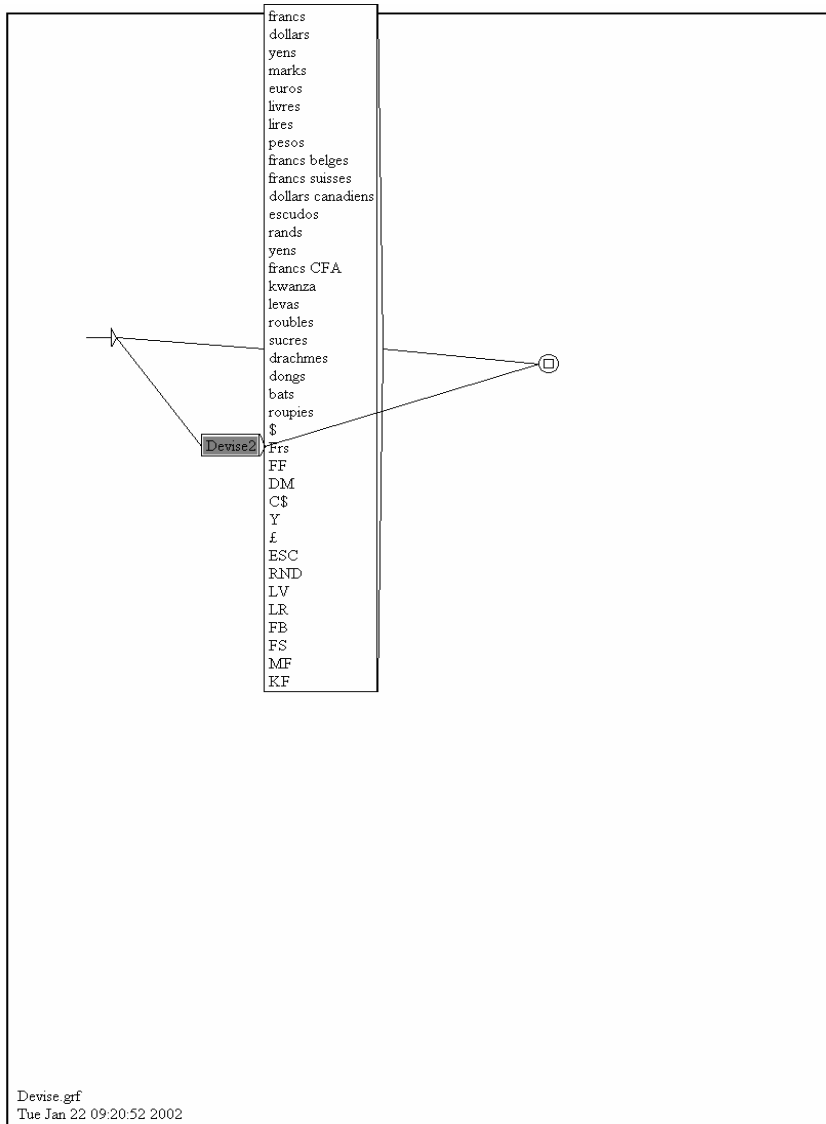 francs
dollars
yens
marks
euros
livres
lires
pesos
francs belges
francs suisses
dollars canadiens
escudos
rands
yens
francs CFA
kwanza
levas
roubles
sucres
drachmes
dongs
bats
roupies
$
Devise2
Frs
FF
DM
C$
Y
£
ESC
RND
LV
LR
FB
FS
MF
KF
Devise.grf
Tue Jan 22 09:20:52 2002